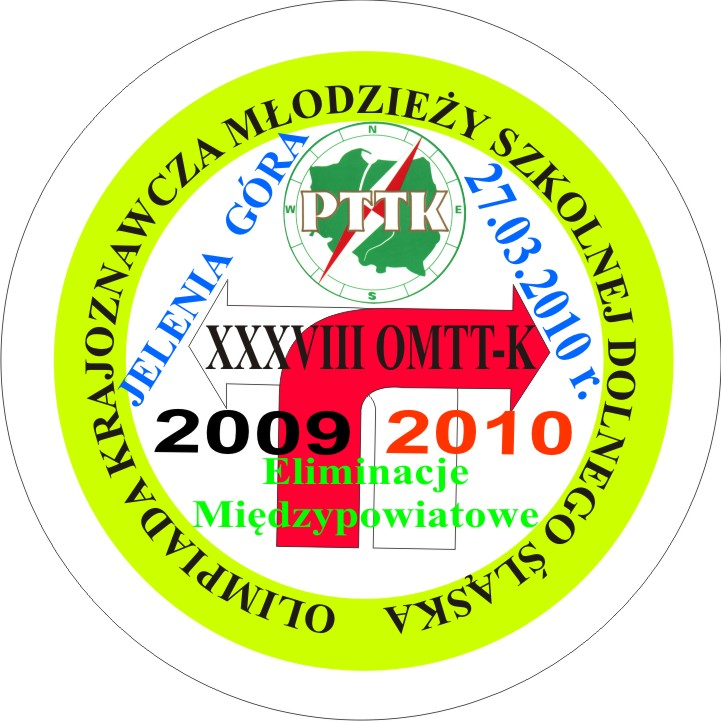 OLIMPIADA KRAJOZNAWCZA MŁODZIEŻY SZKOLNEJ DOLNEGO ŚLĄSKA
JELENIA GÓRA
27.03.2010 r.
N
W
E
S
PTTK
XXXVIII OMTT-K
2009 2010
Eliminacje
Międzypowiatowe